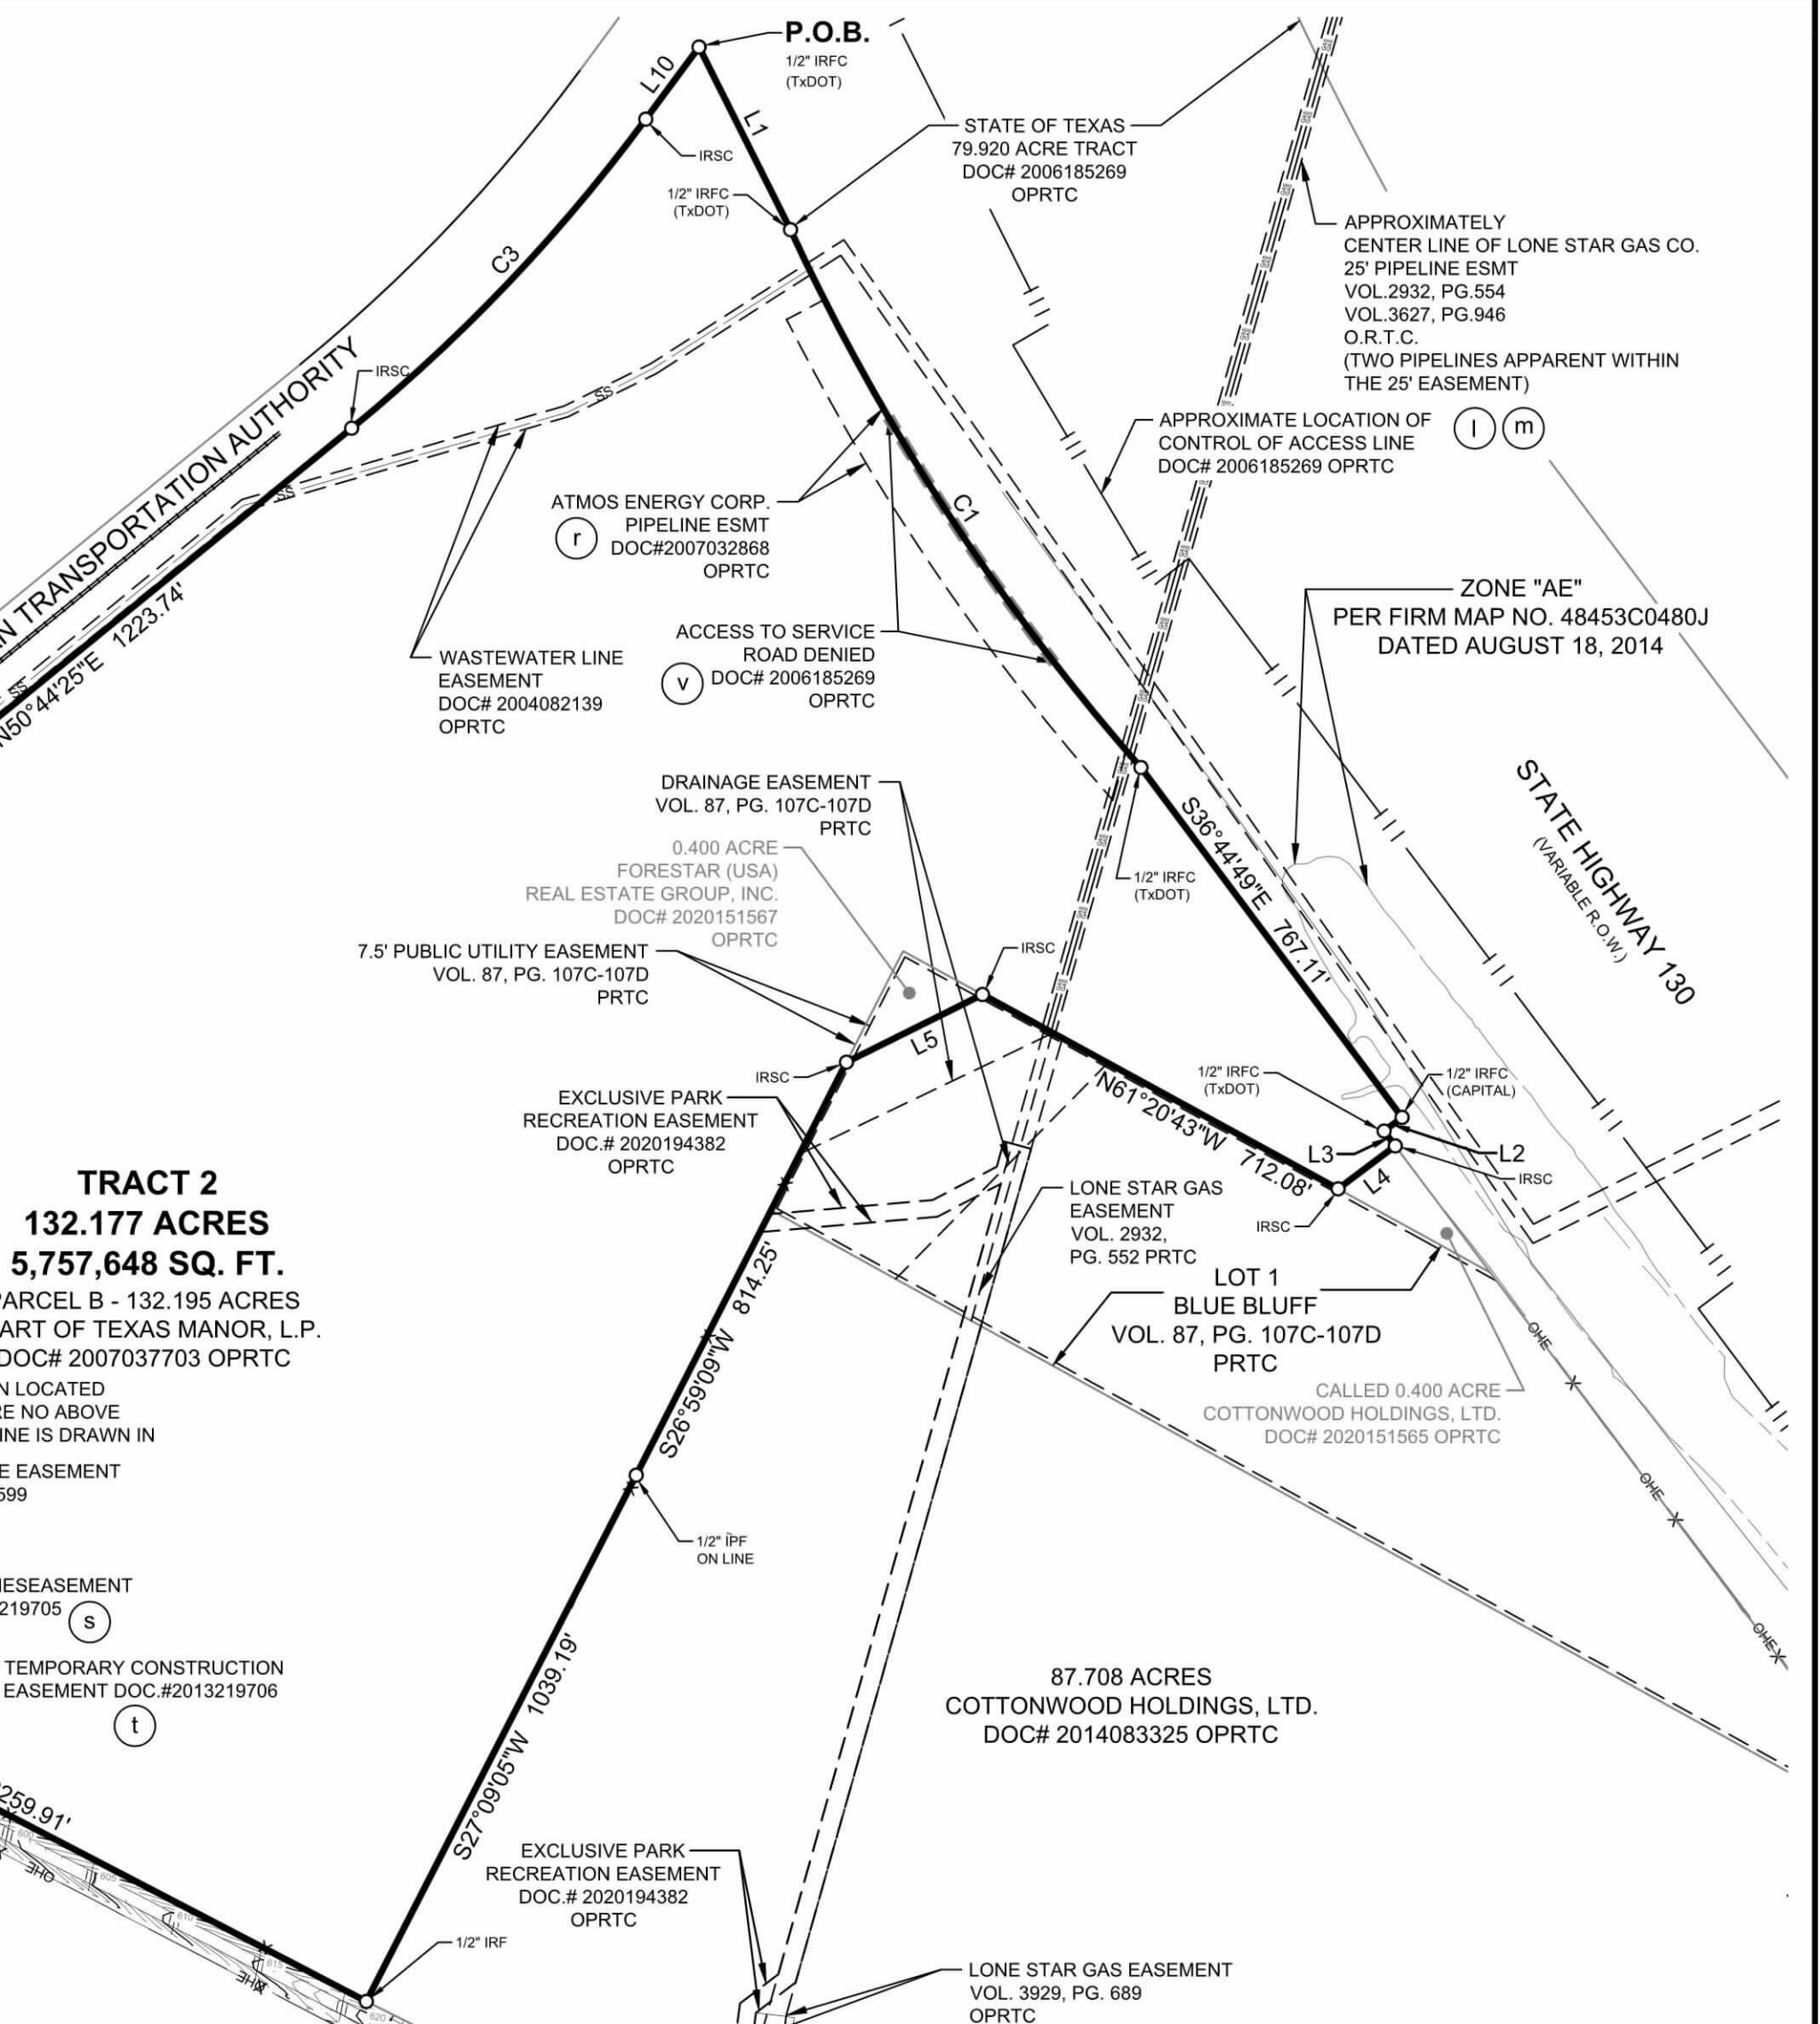 P.O.B.
1/2" IRFC
(TxDOT)
L10
L1
IRSC
1/2" IRFC
(TxDOT)
STATE OF TEXAS
79.920 ACRE TRACT
DOC# 2006185269
OPRTC
APPROXIMATELY
CENTER LINE OF LONE STAR GAS CO.
25' PIPELINE ESMT
VOL.2932, PG.554
VOL.3627, PG.946
O.R.T.C.
(TWO PIPELINES APPARENT WITHIN
THE 25' EASEMENT)
C3
IRSC
N TRANSPORTATION AUTHORITY
SS
SS
SS
N50°44'25"E 1223.74'
APPROXIMATE LOCATION OF
CONTROL OF ACCESS LINE
DOC# 2006185269 OPRTC
l
m
ATMOS ENERGY CORP.
PIPELINE ESMT
DOC#2007032868
OPRTC
r
C1
ZONE "AE"
PER FIRM MAP NO. 48453C0480J
DATED AUGUST 18, 2014
WASTEWATER LINE
EASEMENT
DOC# 2004082139
OPRTC
ACCESS TO SERVICE
ROAD DENIED
DOC# 2006185269
OPRTC
v
STATE HIGHWAY 130
(VARIABLE R.O.W.)
DRAINAGE EASEMENT
VOL. 87, PG. 107C-107D
PRTC
0.400 ACRE
FORESTAR (USA)
REAL ESTATE GROUP, INC.
DOC# 2020151567
OPRTC
S36°44'49"E 767.11'
1/2" IRFC
(TxDOT)
7.5' PUBLIC UTILITY EASEMENT
VOL. 87, PG. 107C-107D
PRTC
IRSC
L5
IRSC
1/2" IRFC
(TxDOT)
1/2" IRFC
(CAPITAL)
EXCLUSIVE PARK
RECREATION EASEMENT
DOC.# 2020194382
OPRTC
N61°20'43"W 712.08'
L3
L2
L4
IRSC
IRSC
TRACT 2
132.177 ACRES
5,757,648 SQ. FT.
PARCEL B - 132.195 ACRES
ART OF TEXAS MANOR, L.P.
DOC# 2007037703 OPRTC
N LOCATED
RE NO ABOVE
INE IS DRAWN IN
E EASEMENT
599
LONE STAR GAS
EASEMENT
VOL. 2932,
PG. 552 PRTC
LOT 1
BLUE BLUFF
VOL. 87, PG. 107C-107D
PRTC
CALLED 0.400 ACRE
COTTONWOOD HOLDINGS, LTD.
DOC# 2020151565 OPRTC
OHE
OHE
OHE
S26°59'09"W 814.25'
1/2" IPF
ON LINE
ESEASEMENT
219705
s
TEMPORARY CONSTRUCTION
EASEMENT DOC.#2013219706
t
87.708 ACRES
COTTONWOOD HOLDINGS, LTD.
DOC# 2014083325 OPRTC
S27°09'05"W 1039.19'
259.91'
600
605
610
615
620
OHE
OHE
EXCLUSIVE PARK
RECREATION EASEMENT
DOC.# 2020194382
OPRTC
1/2" IRF
LONE STAR GAS EASEMENT
VOL. 3929, PG. 689
OPRTC